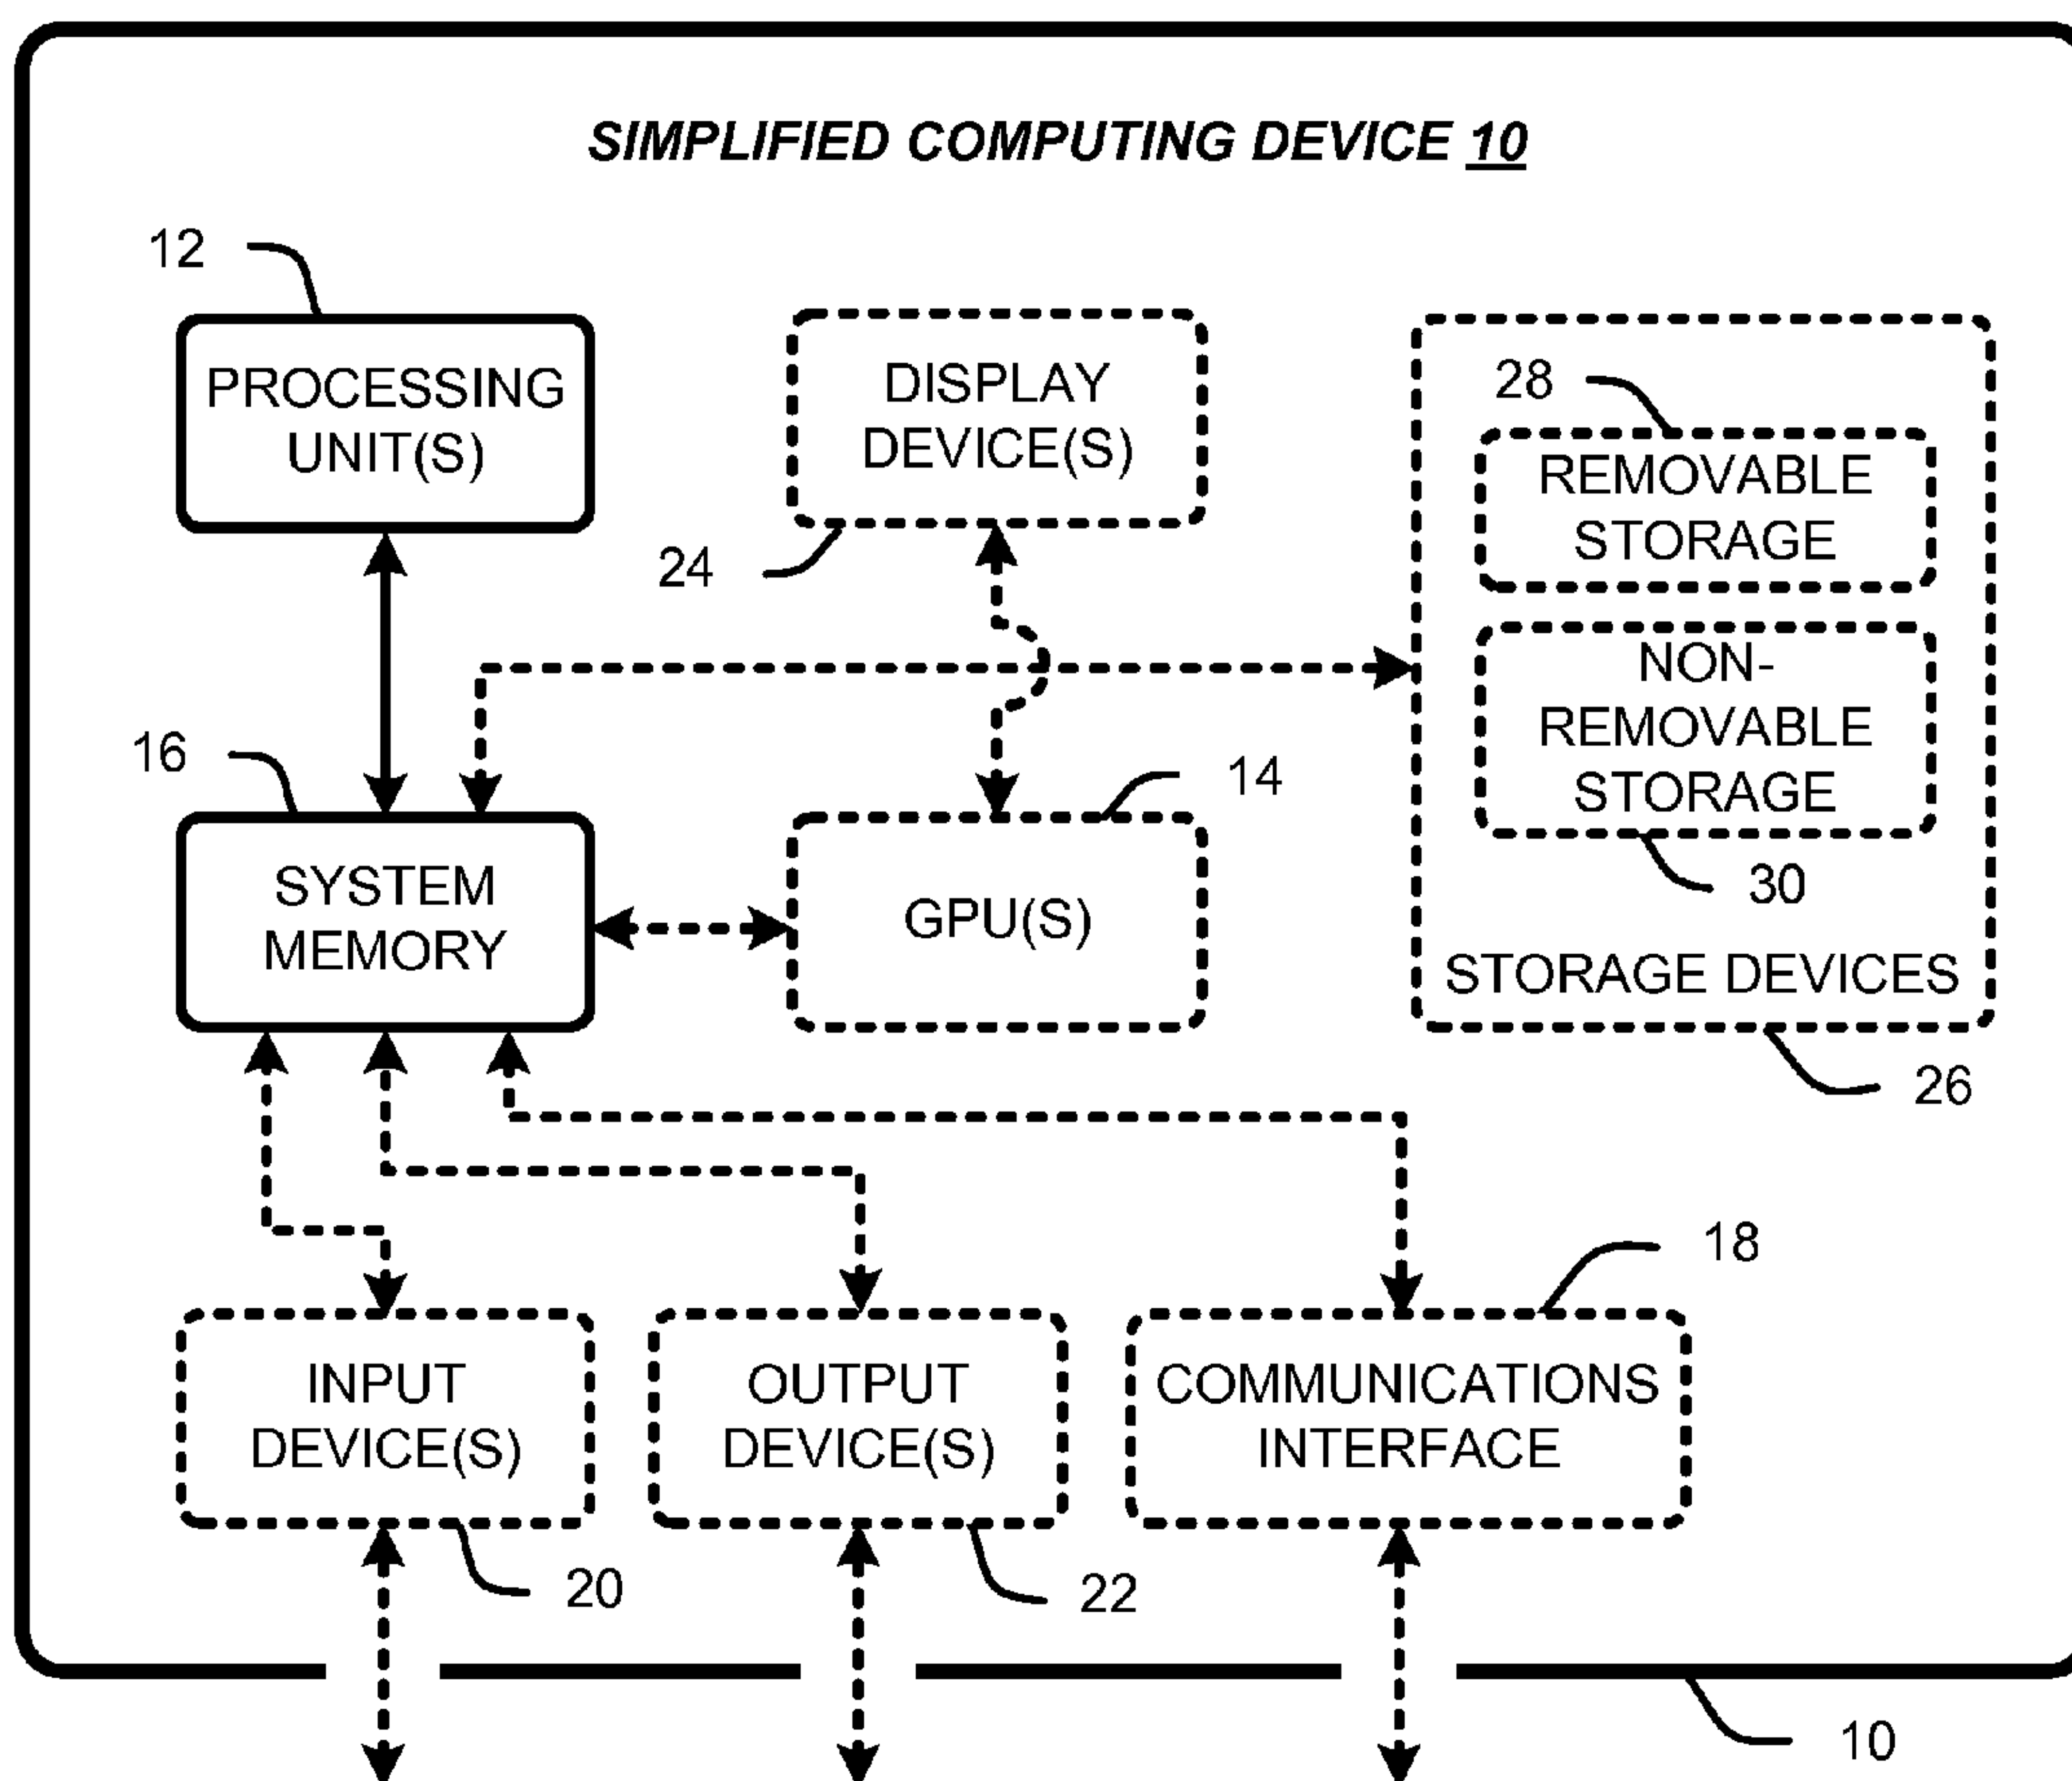 SIMPLIFIED COMPUTING DEVICE 10
12
PROCESSING
UNIT(S)
DISPLAY
DEVICE(S)
24
28
REMOVABLE
STORAGE
NON-
REMOVABLE
STORAGE
30
STORAGE DEVICES
26
16
SYSTEM
MEMORY
14
GPU(S)
18
INPUT
DEVICE(S)
20
OUTPUT
DEVICE(S)
22
COMMUNICATIONS
INTERFACE
10